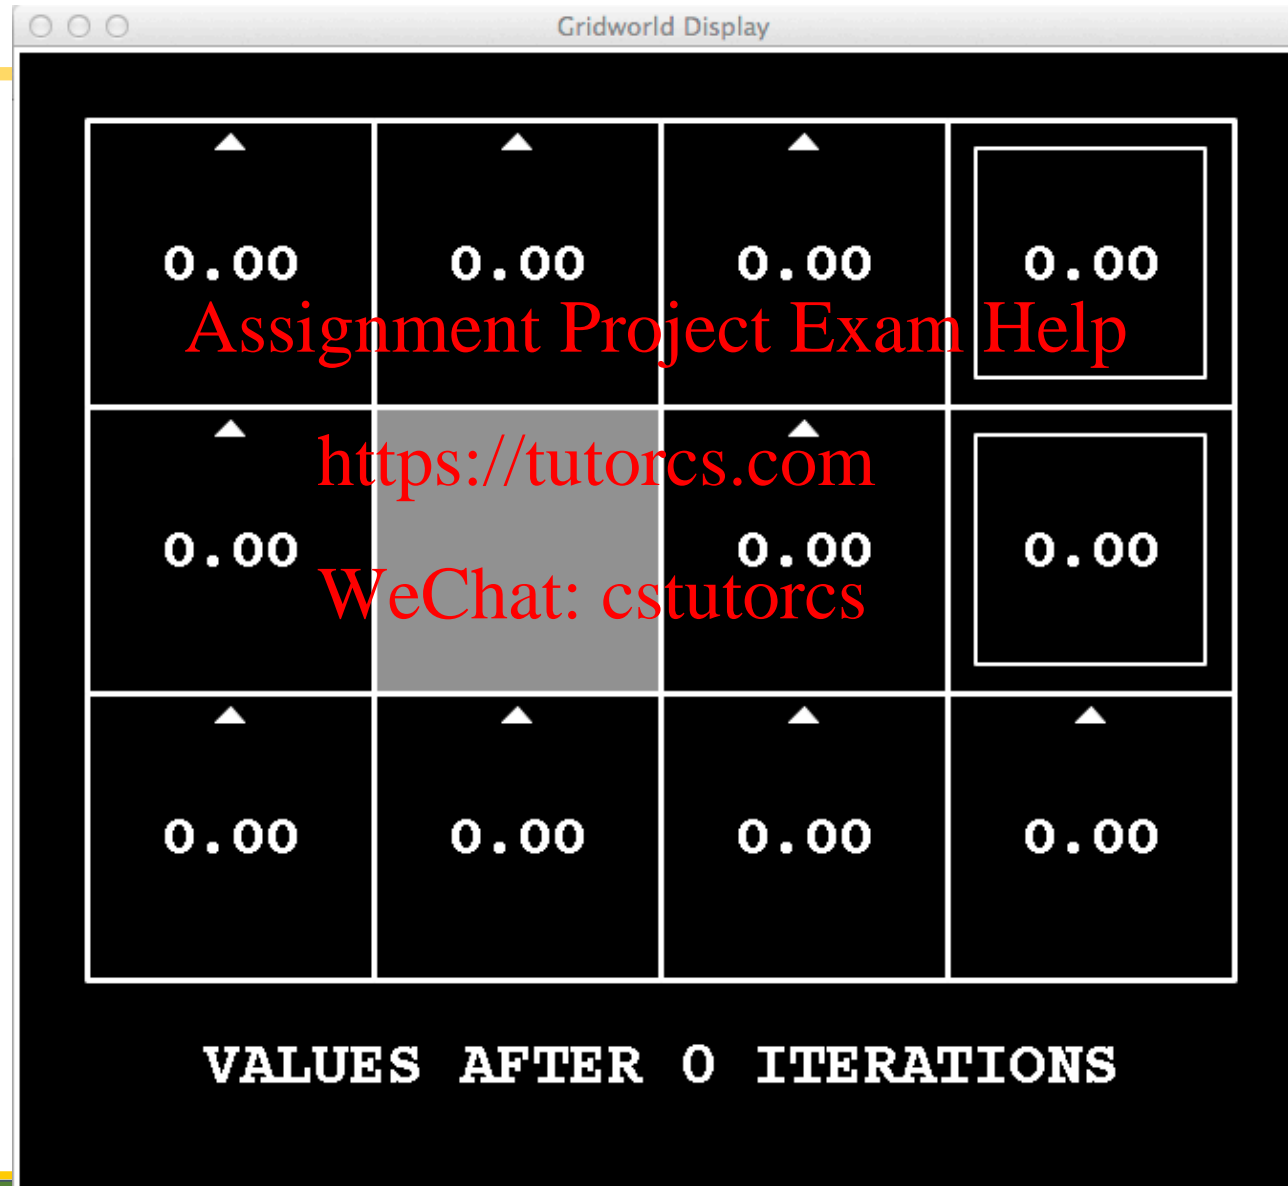 Gridworld Display
0.00 0.00 0.00 0.00
Assignment Project Exam Help
https://tutorcs.com
0.00 0.00 0.00
WeChat: cstutorcs
0.00 0.00 0.00 0.00
VALUES AFTER 0 ITERATIONS